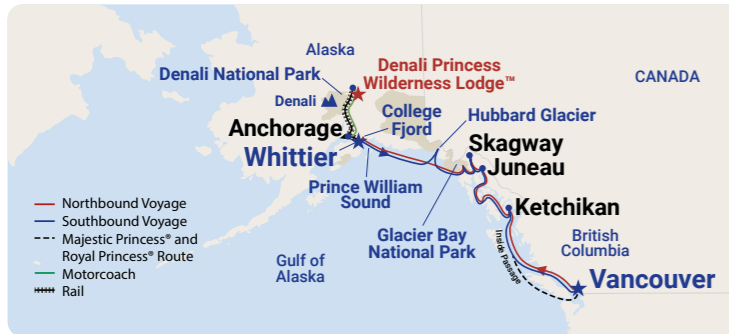 Alaska
Denali Princess
Wilderness Lodge™
Denali National Park
CANADA
Denali
College
Fjord
Hubbard Glacier
Anchorage
Skagway
Whittier
Juneau
Prince William
Sound
Ketchikan
Glacier Bay
National Park
Northbound Voyage
Southbound Voyage
Majestic Princess® and
Royal Princess® Route
Motorcoach
Rail
Gulf of
Alaska
British
Columbia
Inside Passage
Vancouver